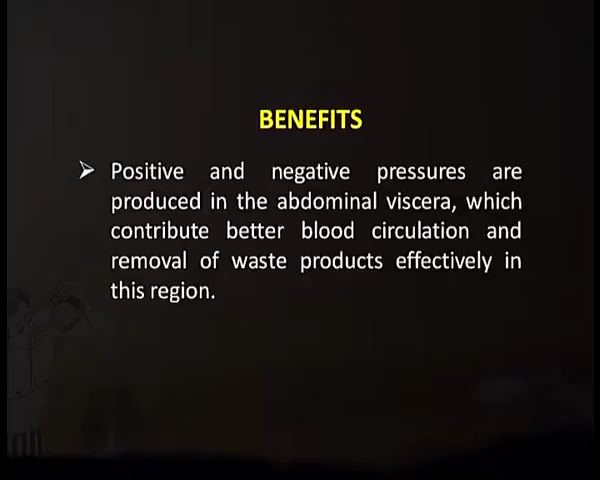 BENEFITS
➢ Positive and negative pressures are
produced in the abdominal viscera, which
contribute better blood circulation and
removal of waste products effectively in
this region.